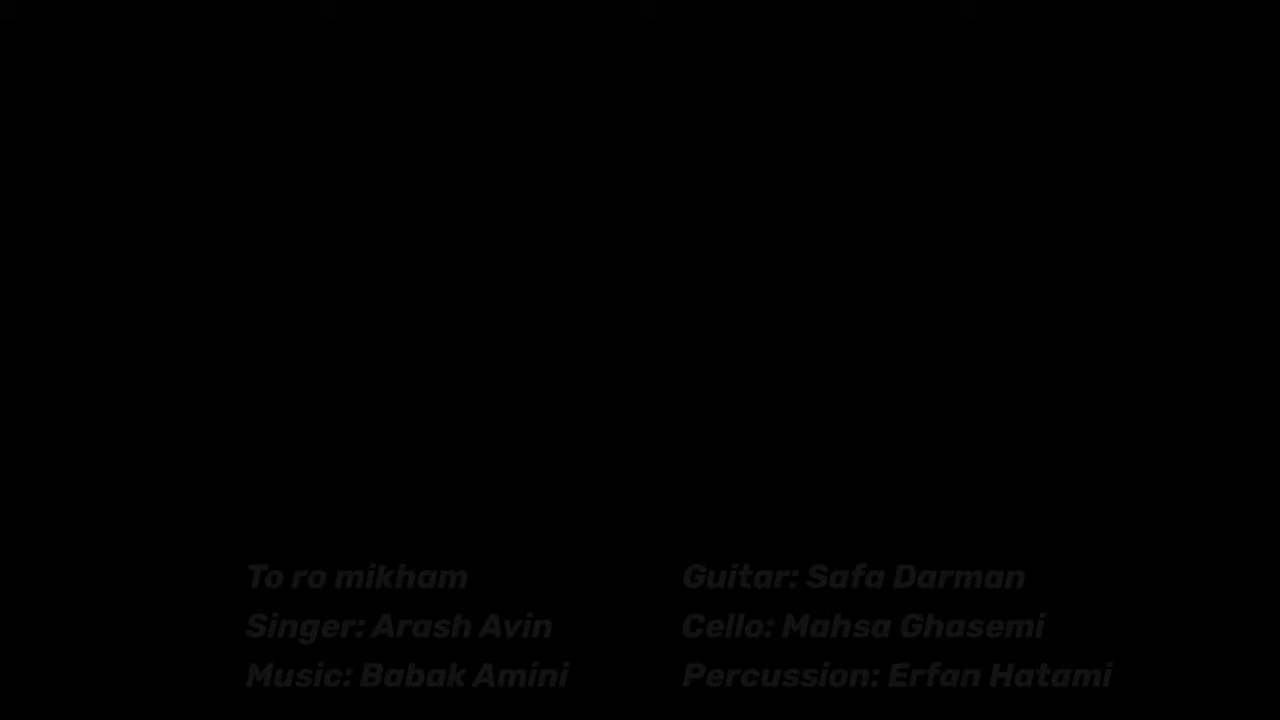 To ro mikham
Singer: Arash Avin
Music: Babak Amini
Guitar: Safa Darman
Cello: Mahsa Ghasemi
Percussion: Erfan Hatami